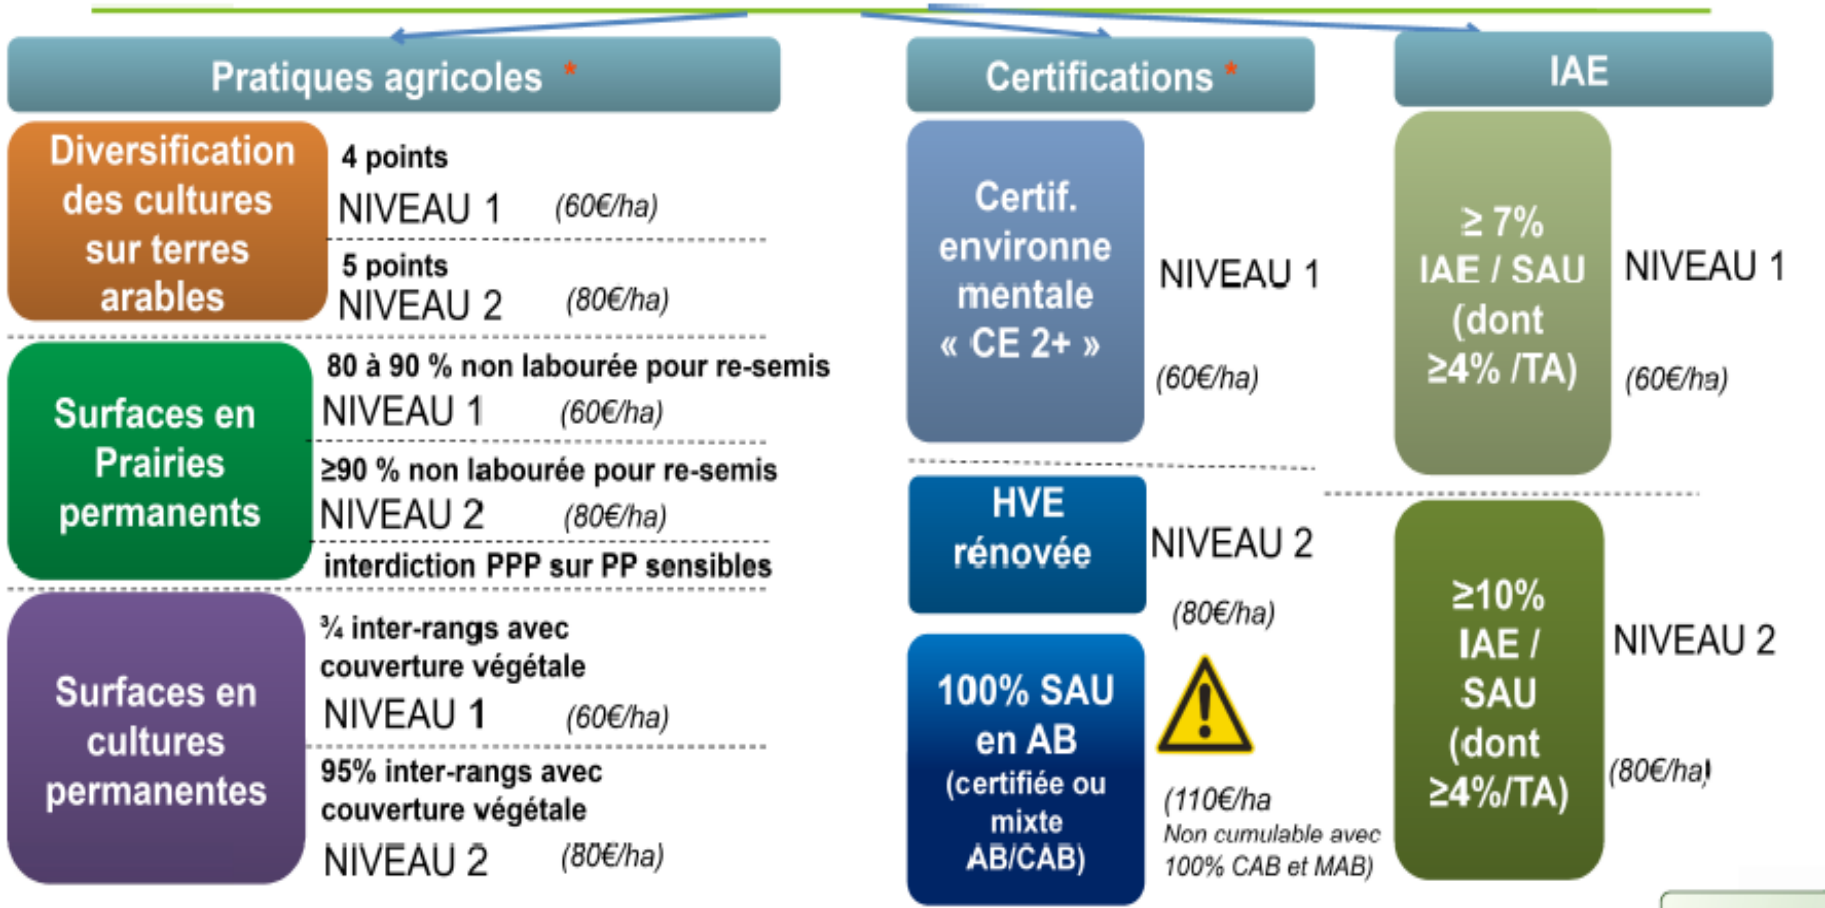 Pratiques agricoles *
Diversification
des cultures
sur terres
arables
4 points
NIVEAU 1 (60€/ha)
5 points
NIVEAU 2 (80€/ha)
Surfaces en
Prairies
permanents
80 à 90 % non labourée pour re-semis
NIVEAU 1 (60€/ha)
≥90 % non labourée pour re-semis
NIVEAU 2 (80€/ha)
interdiction PPP sur PP sensibles
Surfaces en
cultures
permanentes
¾ inter-rangs avec
couverture végétale
NIVEAU 1 (60€/ha)
95% inter-rangs avec
couverture végétale
NIVEAU 2 (80€/ha)
Certifications *
Certif.
environne
mentale
« CE 2+ »
NIVEAU 1
(60€/ha)
HVE
rénovée
NIVEAU 2
(80€/ha)
100% SAU
en AB
(certifiée ou
mixte
AB/CAB)
(110€/ha
Non cumulable avec
100% CAB et MAB)
IAE
≥ 7%
IAE / SAU
(dont
≥4% /TA)
NIVEAU 1
(60€/ha)
≥10%
IAE /
SAU
(dont
≥4%/TA)
NIVEAU 2
(80€/ha)